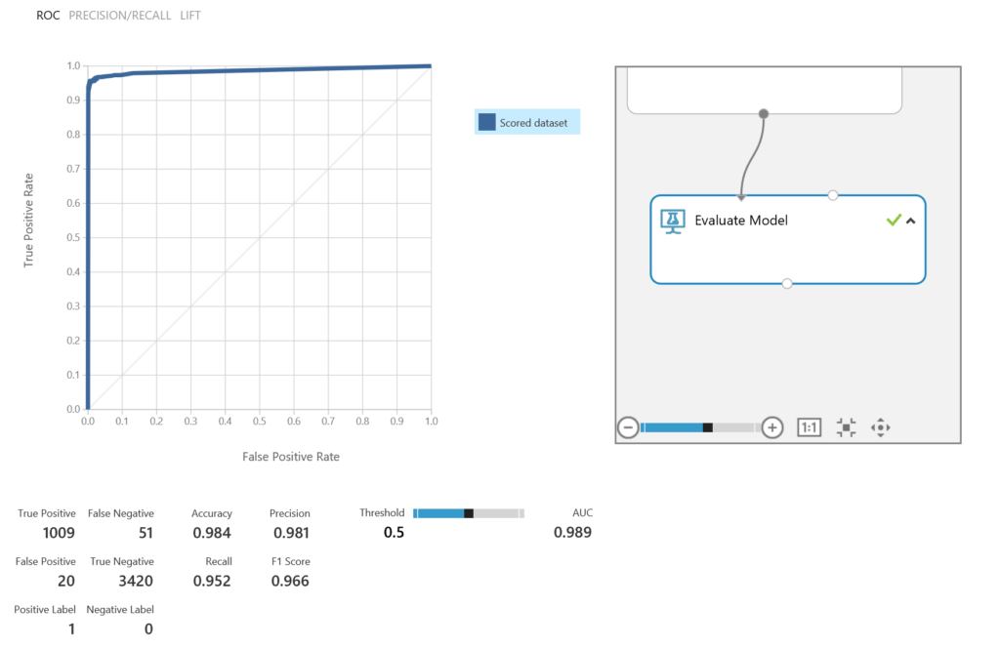 ROC PRECISION/RECALL LIFT
1.0
0.9
0.8
0.7
0.6
0.5
0.4
0.3
0.2
0.1
0.0
0.0 0.1 0.2 0.3 0.4 0.5 0.6 0.7 0.8 0.9 1.0
True Positive Rate
False Positive Rate
Scored dataset
Evaluate Model
1:1
True Positive False Negative Accuracy Precision Threshold AUC
1009 51 0.984 0.981 0.5 0.989
False Positive True Negative Recall F1 Score
20 3420 0.952 0.966
Positive Label Negative Label
1 0